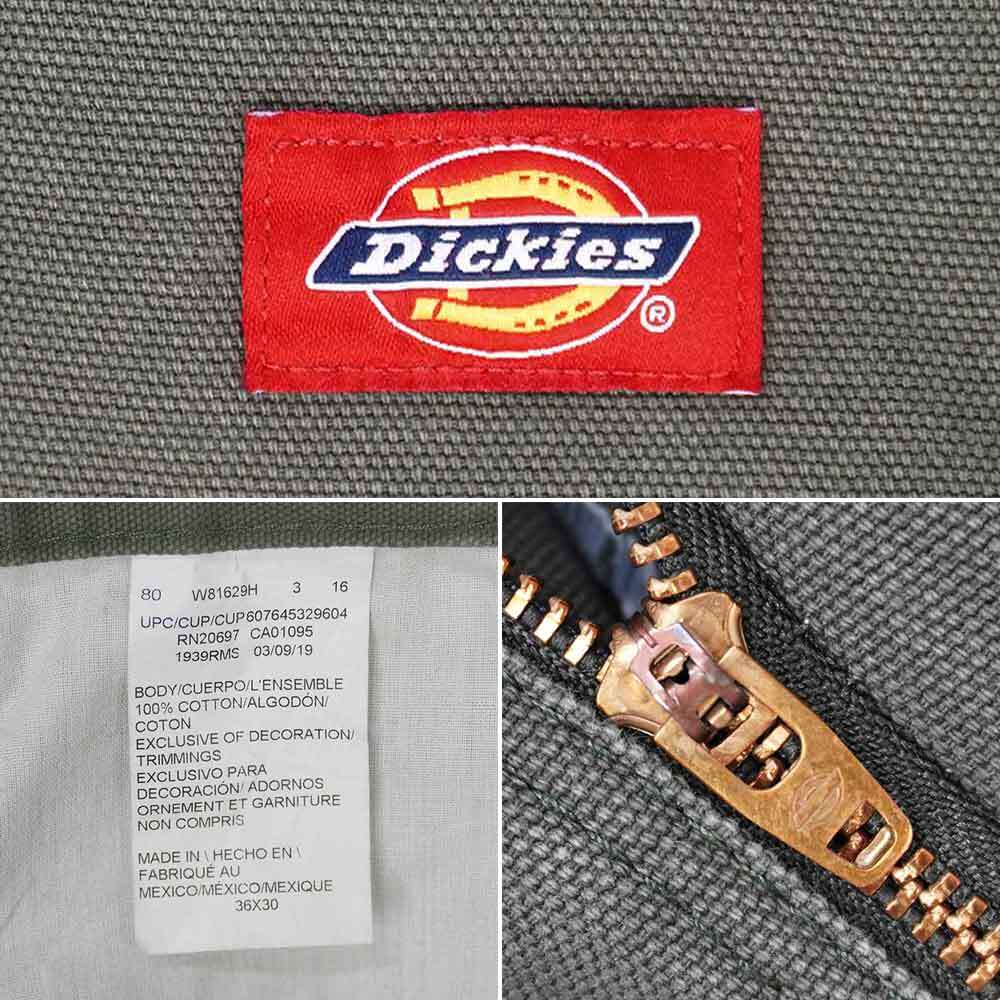 Dickies®
80 W81629H 3 16
UPC/CUP/CUP607645329604
RN20697 CA01095
1939RMS 03/09/19
BODY/CUERPO/L'ENSEMBLE
100% COTTON/ALGODÓN/
COTON
EXCLUSIVE OF DECORATION/
TRIMMINGS
EXCLUSIVO PARA
DECORACIÓN/ ADORNOS
ORNEMENT ET GARNITURE
NON COMPRIS
MADE IN \ HECHO EN \
FABRIQUÉ AU
MEXICO/MÉXICO/MEXIQUE
36X30